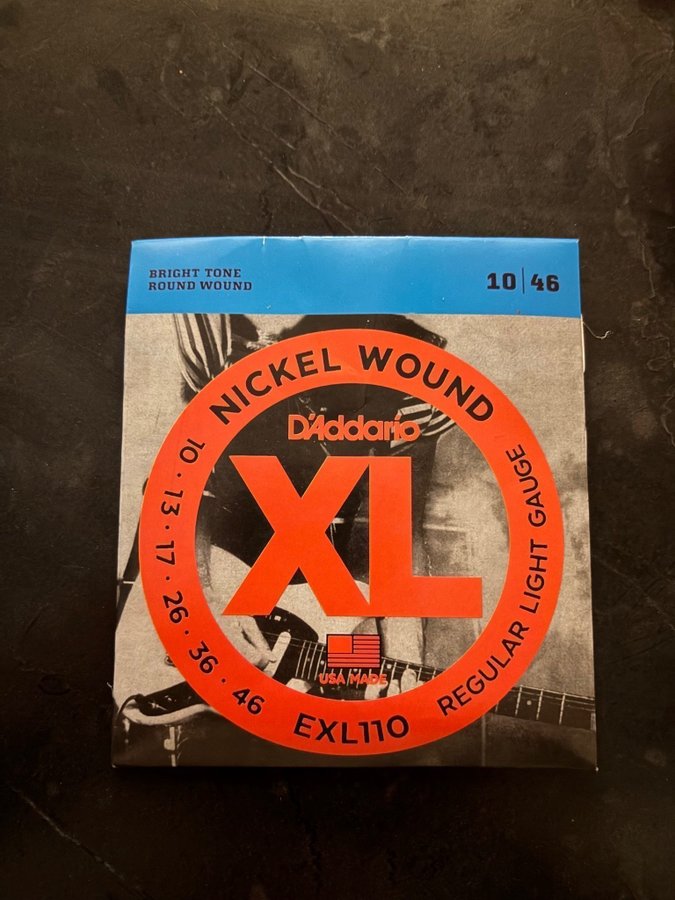 BRIGHT TONE
ROUND WOUND
10|46
NICKEL WOUND
D'Addario
XL
10 · 13 · 17 · 26 · 36 · 46
REGULAR LIGHT GAUGE
USA MADE
EXL110